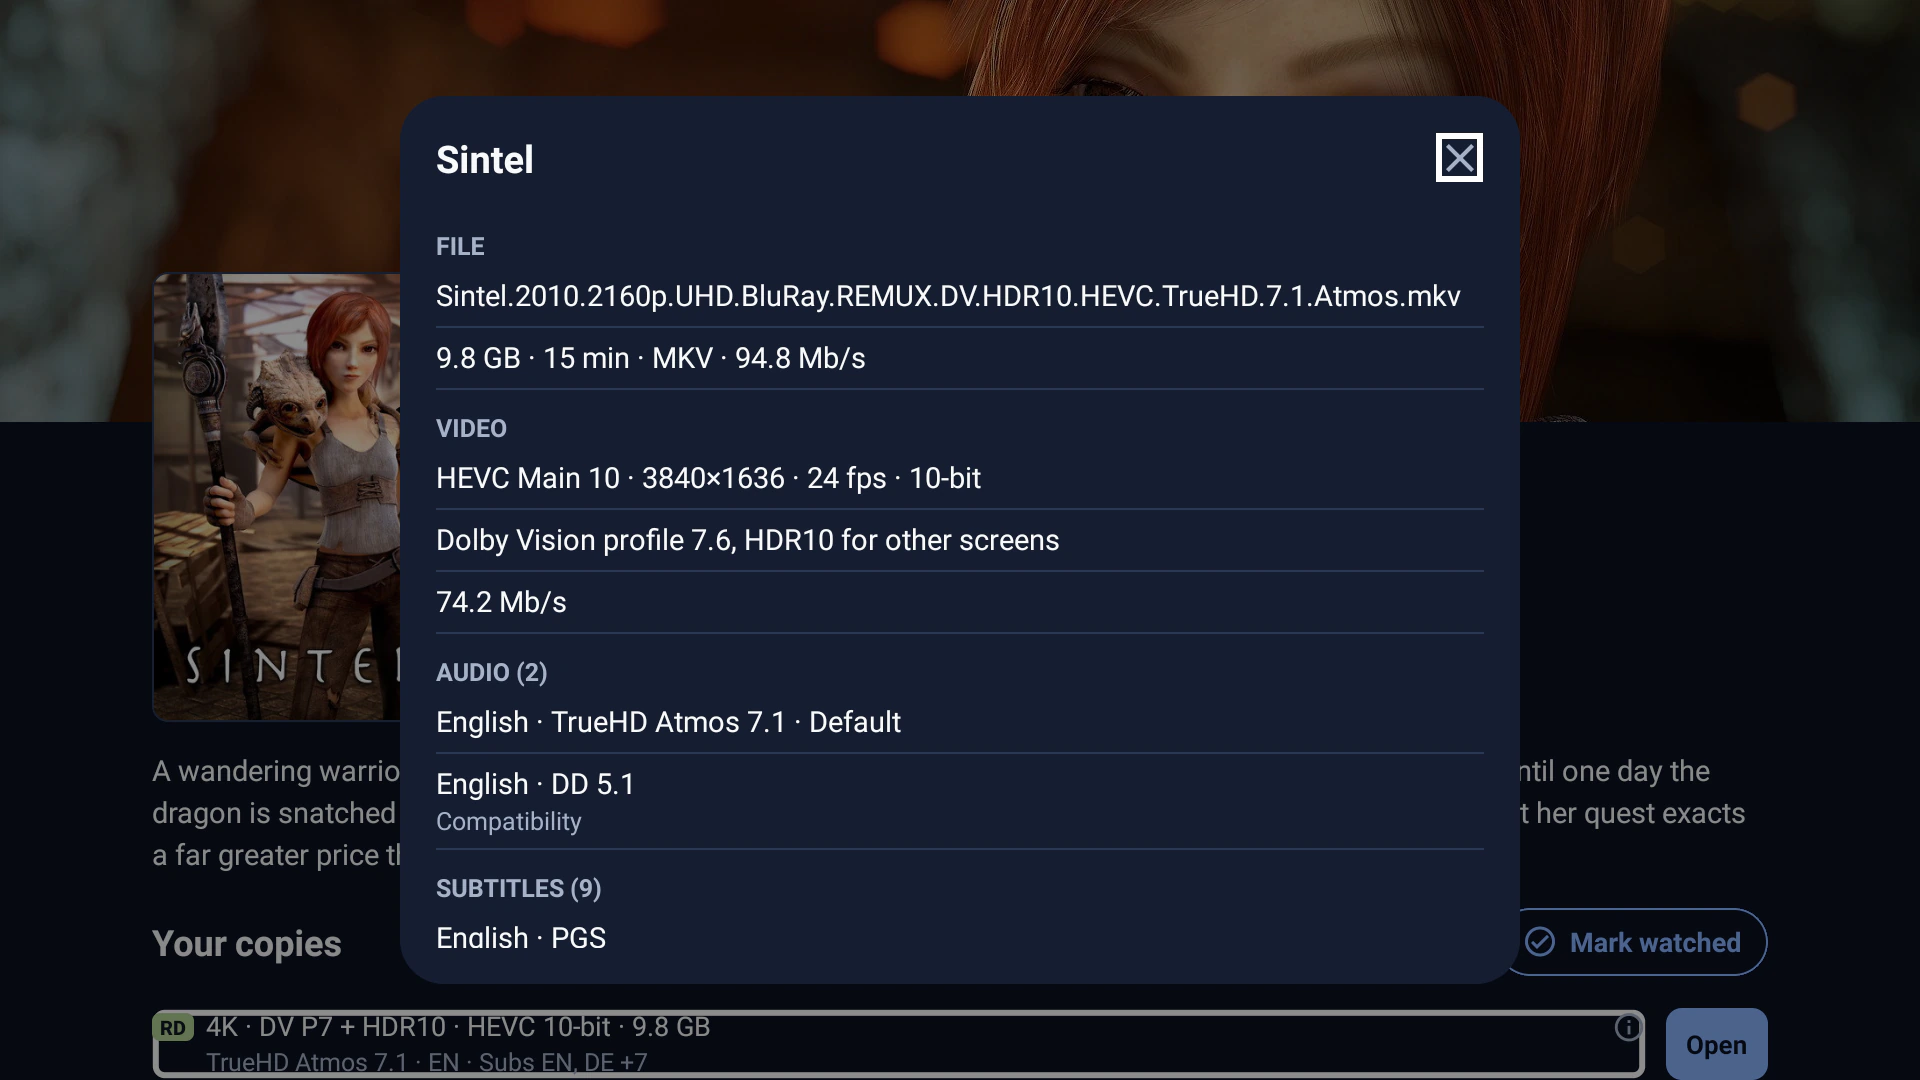 Sintel
FILE
Sintel.2010.2160p.UHD.BluRay.REMUX.DV.HDR10.HEVC.TrueHD.7.1.Atmos.mkv
9.8 GB · 15 min · MKV · 94.8 Mb/s
VIDEO
HEVC Main 10 · 3840×1636 · 24 fps · 10-bit
Dolby Vision profile 7.6, HDR10 for other screens
74.2 Mb/s
AUDIO (2)
English · TrueHD Atmos 7.1 · Default
English · DD 5.1
Compatibility
SUBTITLES (9)
English · PGS
SINTE
A wandering
one day the
dragon is snatched
her quest exacts
a far greater price
Your copies
Mark watched
RD 4K · DV P7 + HDR10 · HEVC 10-bit · 9.8 GB
TrueHD Atmos 7.1 · EN · Subs EN, DE +7
Open